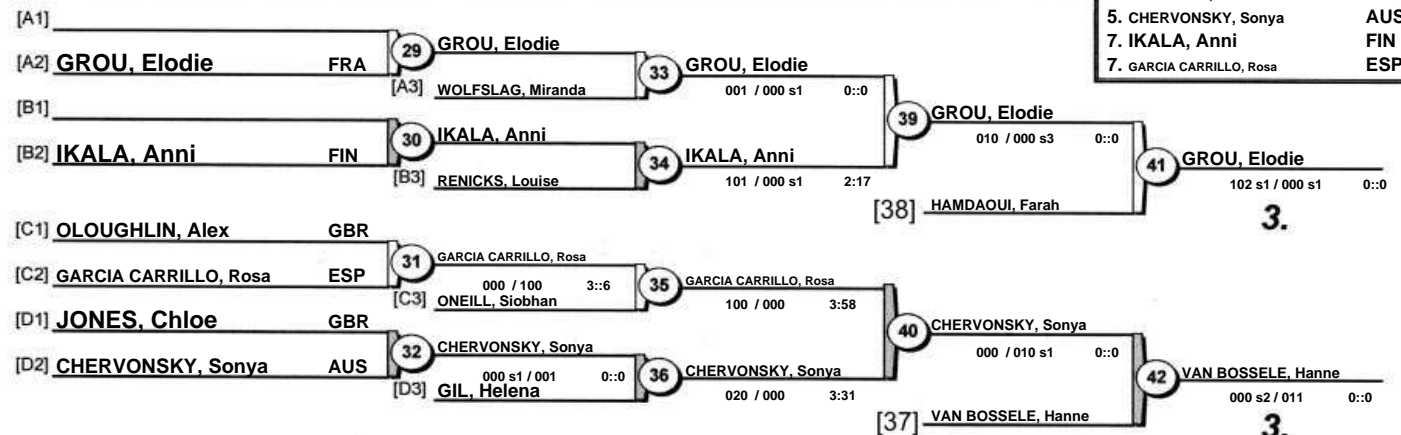 5. CHERVONSKY, Sonya AUS
7. IKALA, Anni FIN
7. GARCIA CARRILLO, Rosa ESP
[A1]
[A2] GROU, Elodie FRA
29 GROU, Elodie
[A3] WOLFSLAG, Miranda
33 GROU, Elodie
001 / 000 s1 0::0
[B1]
[B2] IKALA, Anni FIN
30 IKALA, Anni
[B3] RENICKS, Louise
34 IKALA, Anni
101 / 000 s1 2:17
39 GROU, Elodie
010 / 000 s3 0::0
[38] HAMDAOUI, Farah
41 GROU, Elodie
102 s1 / 000 s1 0::0
3.
[C1] OLOUGHLIN, Alex GBR
[C2] GARCIA CARRILLO, Rosa ESP
31 GARCIA CARRILLO, Rosa
000 / 100 3::6
[C3] ONEILL, Siobhan
35 GARCIA CARRILLO, Rosa
100 / 000 3:58
[D1] JONES, Chloe GBR
[D2] CHERVONSKY, Sonya AUS
32 CHERVONSKY, Sonya
000 s1 / 001 0::0
[D3] GIL, Helena
36 CHERVONSKY, Sonya
020 / 000 3:31
40 CHERVONSKY, Sonya
000 / 010 s1 0::0
[37] VAN BOSSELE, Hanne
42 VAN BOSSELE, Hanne
000 s2 / 011 0::0
3.